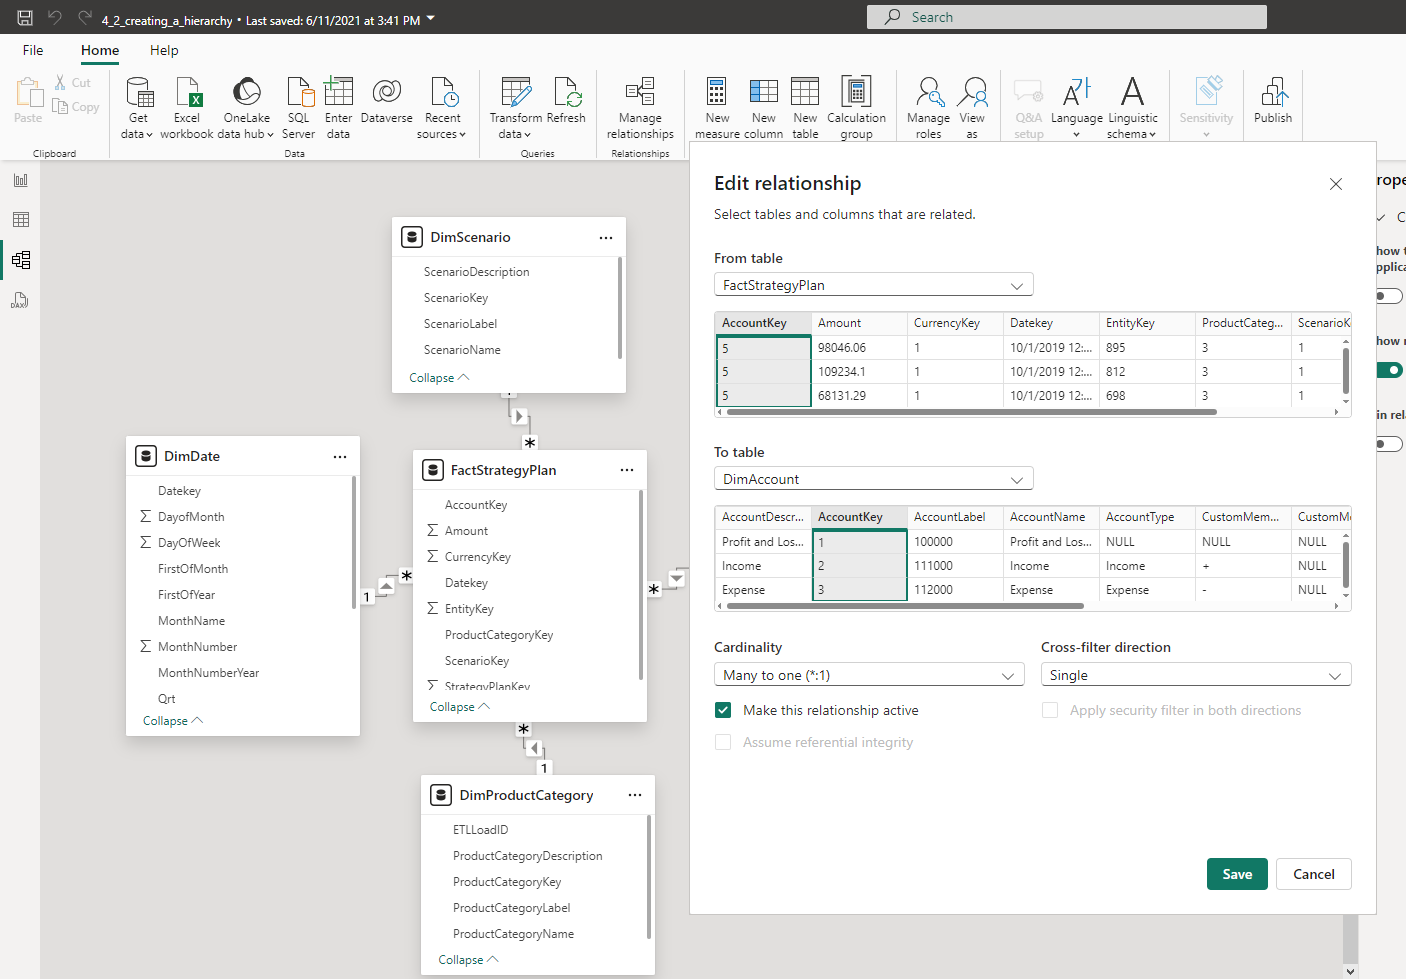 4_2_creating_a_hierarchy • Last saved: 6/11/2021 at 3:41 PM
Search
File Home Help
Paste
Cut
Copy
Clipboard
Get data
Excel workbook
OneLake data hub
SQL Server
Enter data
Dataverse
Recent sources
Data
Transform data
Refresh
Queries
Manage relationships
Relationships
New measure
New column
New table
Calculation group
Manage roles
View as
Q&A setup
Language
Linguistic schema
Sensitivity
Publish
DAX
DimScenario ...
ScenarioDescription
ScenarioKey
ScenarioLabel
ScenarioName
Collapse
*
DimDate ...
Datekey
Σ DayofMonth
Σ DayOfWeek
FirstOfMonth
FirstOfYear
MonthName
Σ MonthNumber
MonthNumberYear
Qrt
Collapse
1
*
FactStrategyPlan ...
AccountKey
Σ Amount
Σ CurrencyKey
Datekey
Σ EntityKey
ProductCategoryKey
ScenarioKey
Σ StrategyPlanKey
Collapse
*
*
1
DimProductCategory ...
ETLLoadID
ProductCategoryDescription
ProductCategoryKey
ProductCategoryLabel
ProductCategoryName
Collapse
Edit relationship
Select tables and columns that are related.
From table
FactStrategyPlan
AccountKey Amount CurrencyKey Datekey EntityKey ProductCateg... ScenarioK
5 98046.06 1 10/1/2019 12:... 895 3 1
5 109234.1 1 10/1/2019 12:... 812 3 1
5 68131.29 1 10/1/2019 12:... 698 3 1
To table
DimAccount
AccountDescr... AccountKey AccountLabel AccountName AccountType CustomMem... CustomM
Profit and Los... 1 100000 Profit and Los... NULL NULL NULL
Income 2 111000 Income Income + NULL
Expense 3 112000 Expense Expense - NULL
Cardinality
Many to one (*:1)
Cross-filter direction
Single
Make this relationship active
Apply security filter in both directions
Assume referential integrity
Save
Cancel